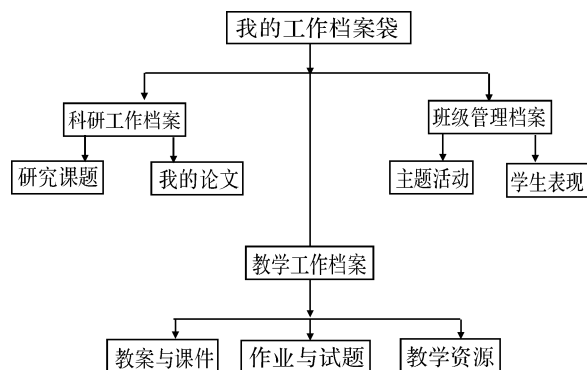 我的工作档案袋
科研工作档案
班级管理档案
研究课题
我的论文
主题活动
学生表现
教学工作档案
教案与课件
作业与试题
教学资源